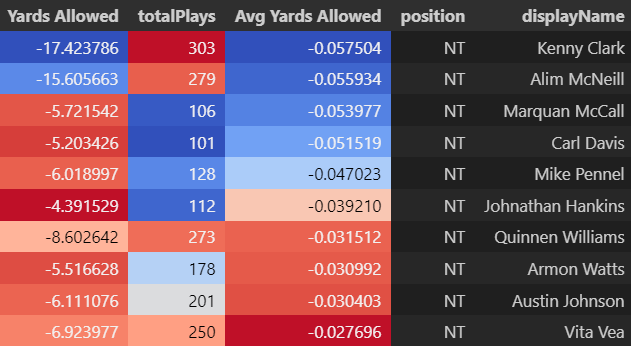 Yards Allowed totalPlays Avg Yards Allowed position displayName
-17.423786 303 -0.057504 NT Kenny Clark
-15.605663 279 -0.055934 NT Alim McNeill
-5.721542 106 -0.053977 NT Marquan McCall
-5.203426 101 -0.051519 NT Carl Davis
-6.018997 128 -0.047023 NT Mike Pennel
-4.391529 112 -0.039210 NT Johnathan Hankins
-8.602642 273 -0.031512 NT Quinnen Williams
-5.516628 178 -0.030992 NT Armon Watts
-6.111076 201 -0.030403 NT Austin Johnson
-6.923977 250 -0.027696 NT Vita Vea